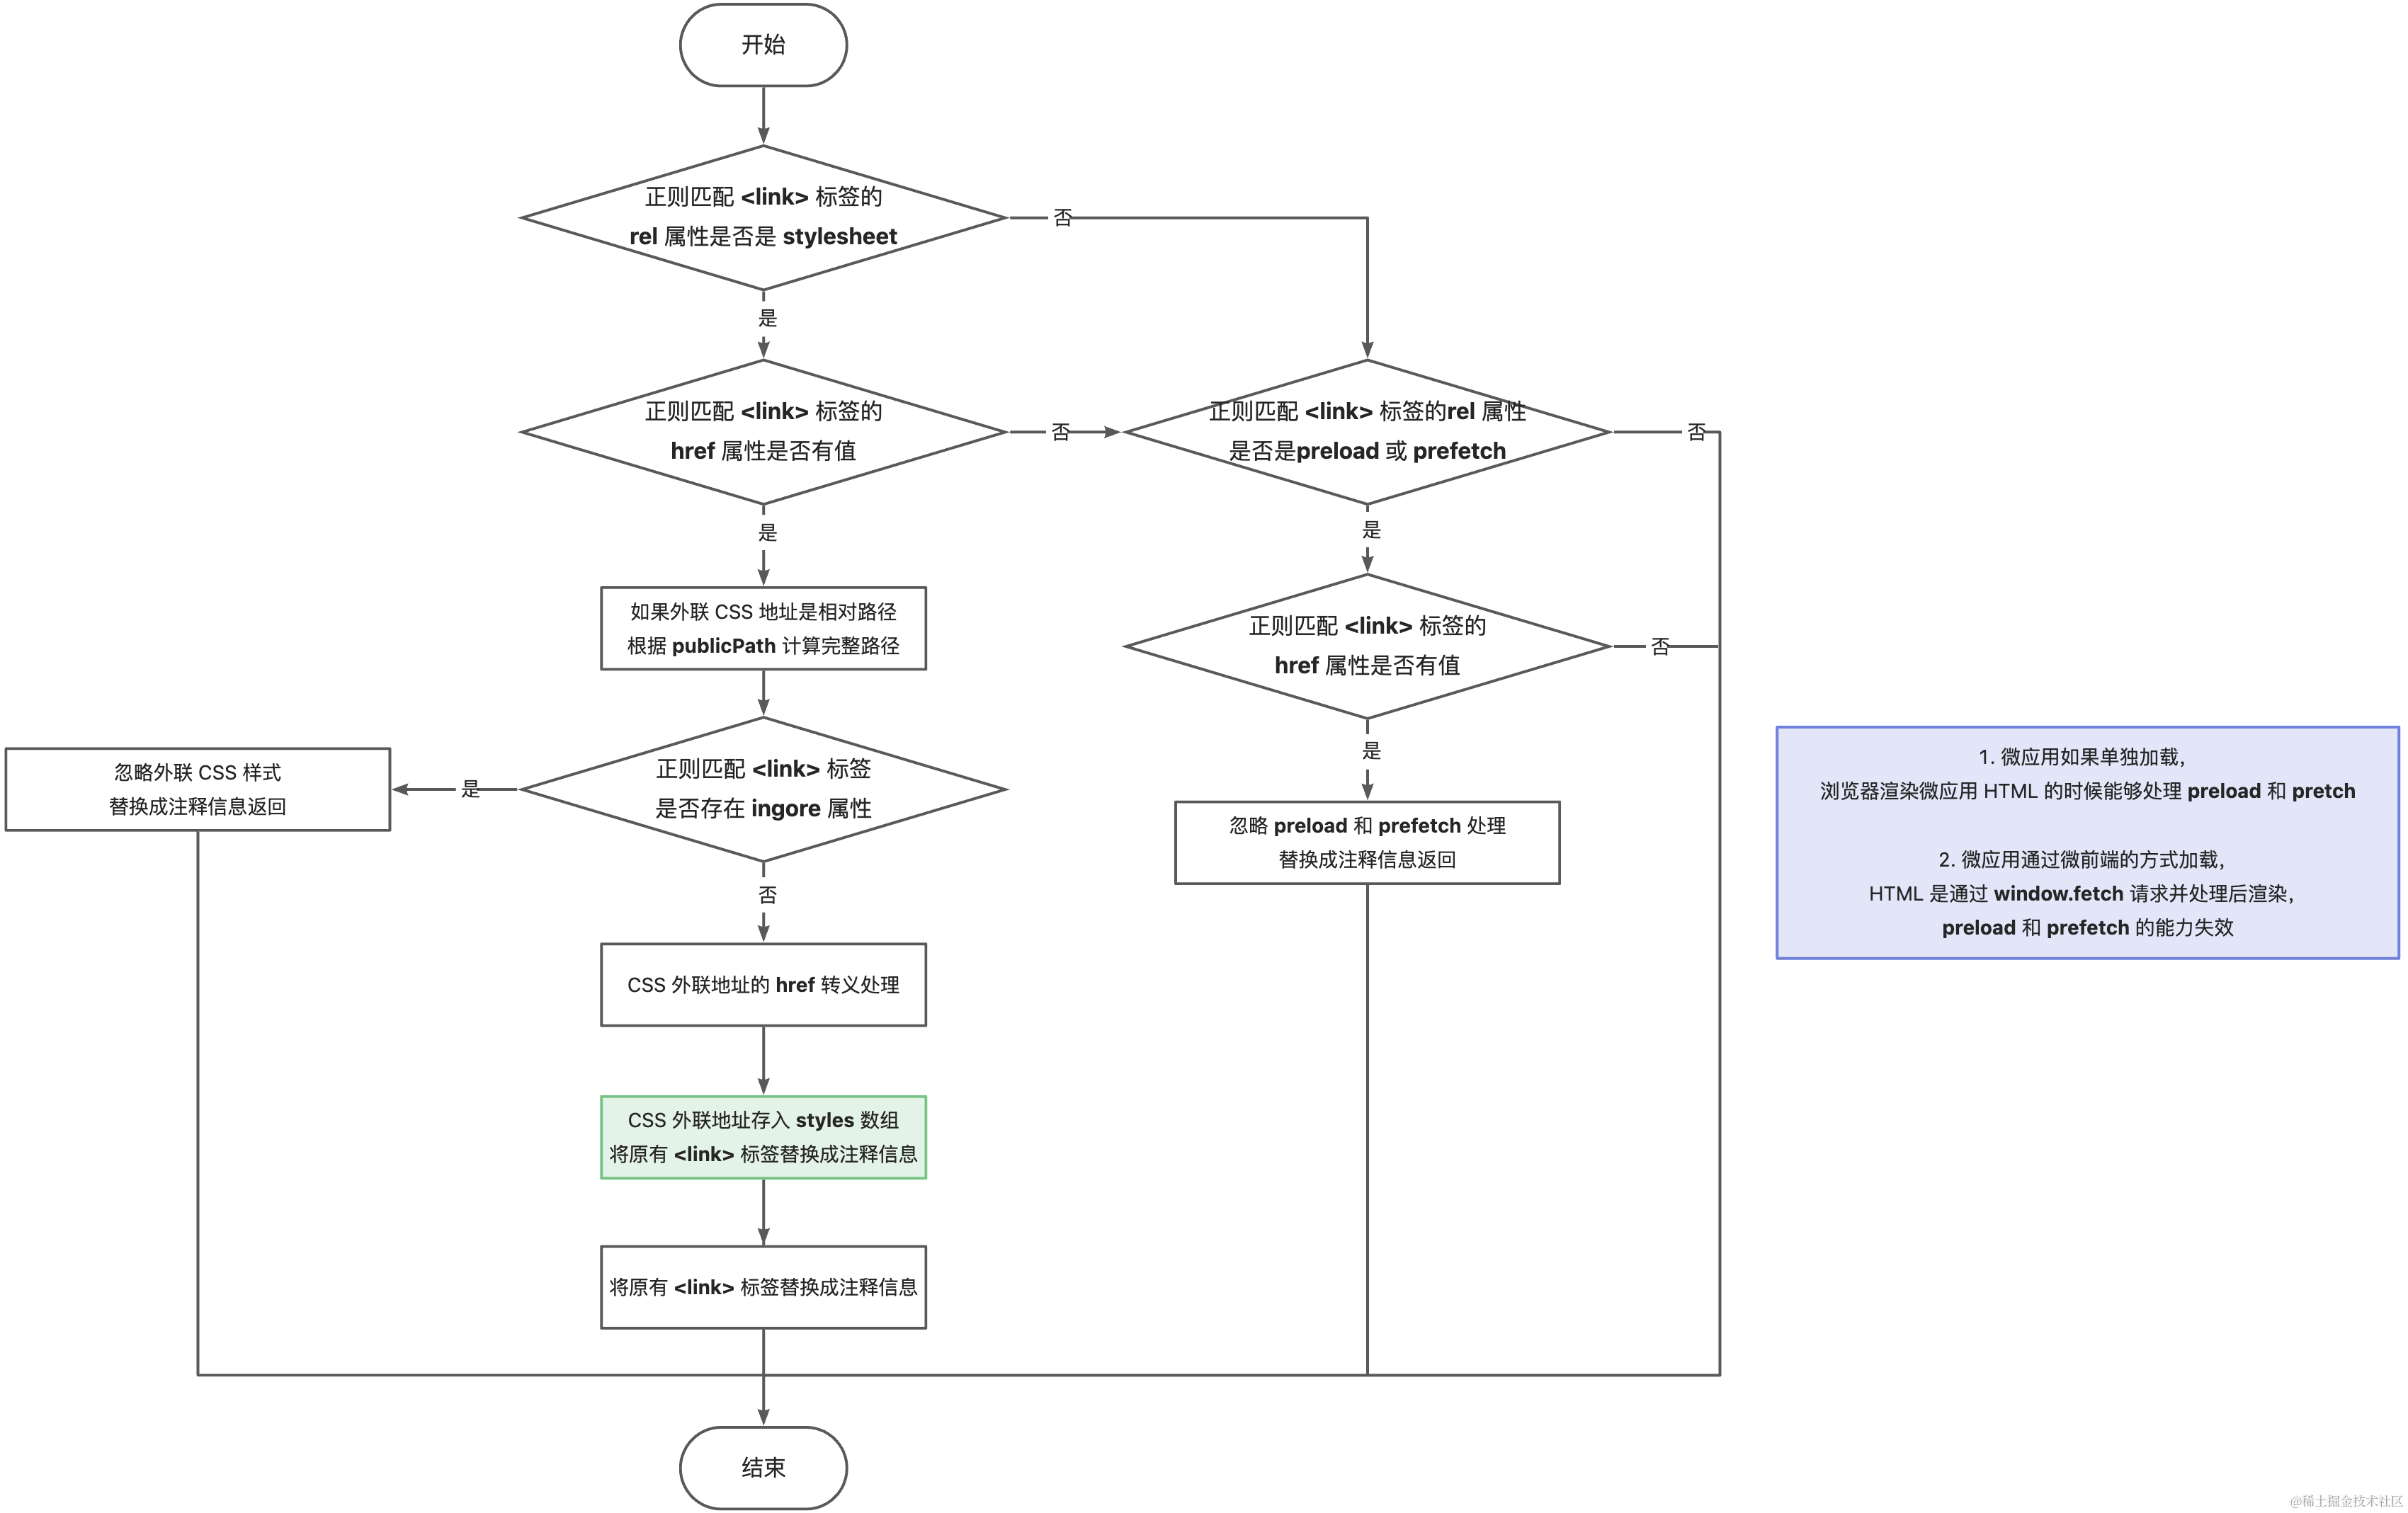 开始
正则匹配 <link> 标签的
rel 属性是否是 stylesheet
否
是
正则匹配 <link> 标签的
href 属性是否有值
否
正则匹配 <link> 标签的rel 属性
是否是preload 或 prefetch
否
是
是
如果外联 CSS 地址是相对路径
根据 publicPath 计算完整路径
正则匹配 <link> 标签的
href 属性是否有值
否
是
忽略外联 CSS 样式
替换成注释信息返回
是
正则匹配 <link> 标签
是否存在 ingore 属性
否
忽略 preload 和 prefetch 处理
替换成注释信息返回
1. 微应用如果单独加载，
浏览器渲染微应用 HTML 的时候能够处理 preload 和 pretch
2. 微应用通过微前端的方式加载，
HTML 是通过 window.fetch 请求并处理后渲染，
preload 和 prefetch 的能力失效
CSS 外联地址的 href 转义处理
CSS 外联地址存入 styles 数组
将原有 <link> 标签替换成注释信息
将原有 <link> 标签替换成注释信息
结束
@稀土掘金技术社区